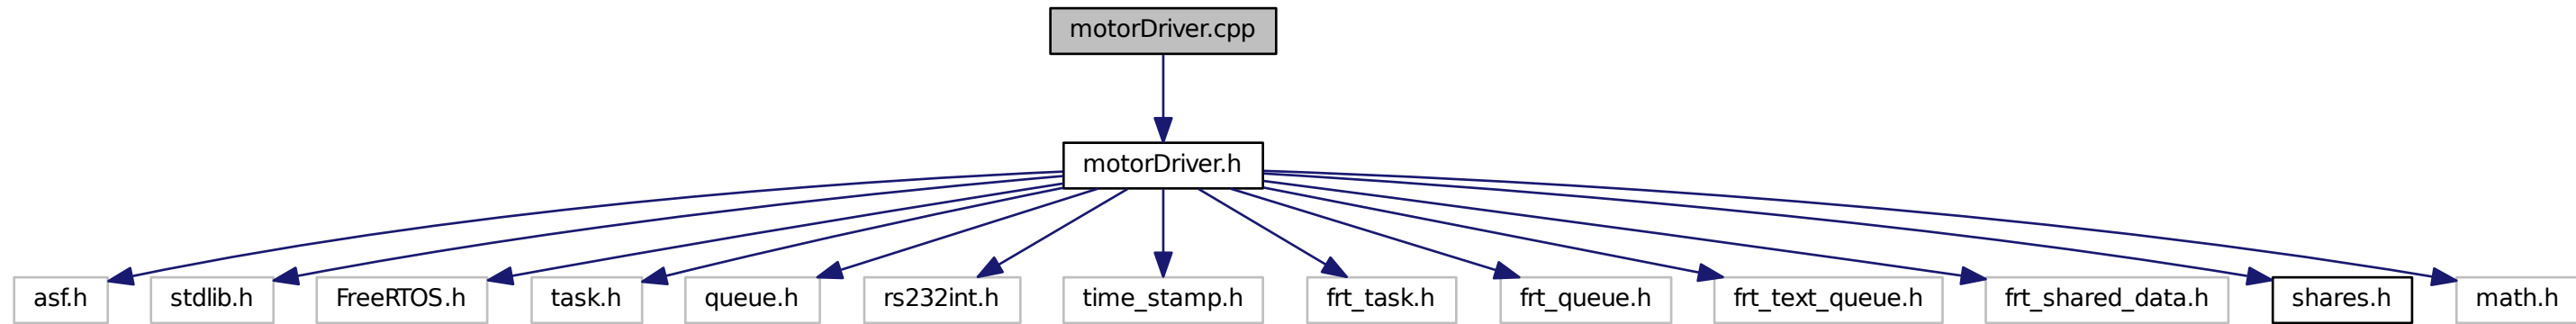 motorDriver.cpp
motorDriver.h
asf.h
stdlib.h
FreeRTOS.h
task.h
queue.h
rs232int.h
time_stamp.h
frt_task.h
frt_queue.h
frt_text_queue.h
frt_shared_data.h
shares.h
math.h